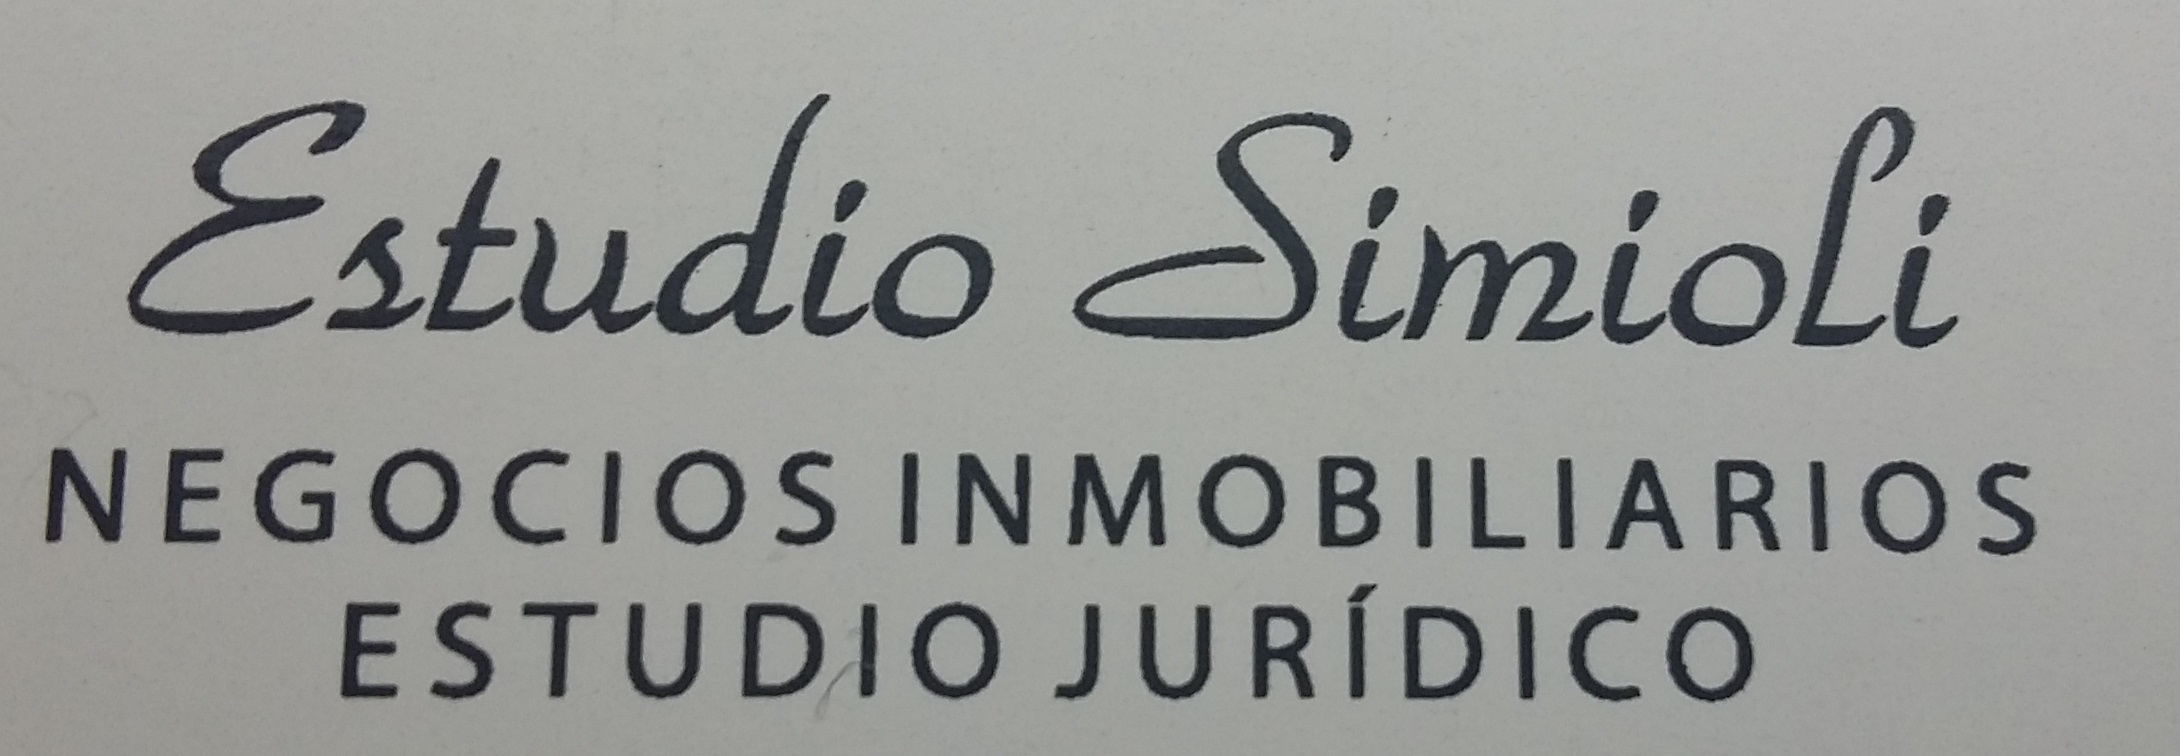 Estudio Simioli
NEGOCIOS INMOBILIARIOS
ESTUDIO JURÍDICO